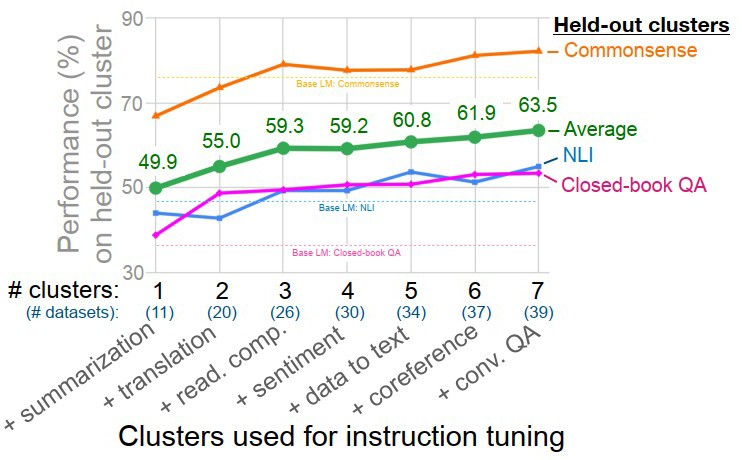 90
70
50
30
Performance (%)
on held-out cluster
Held-out clusters
Commonsense
Average
NLI
Closed-book QA
Base LM: Commonsense
49.9
55.0
59.3
59.2
60.8
61.9
63.5
Base LM: NLI
Base LM: Closed-book QA
# clusters: 1 2 3 4 5 6 7
(# datasets): (11) (20) (26) (30) (34) (37) (39)
+ summarization
+ translation
+ read. comp.
+ sentiment
+ data to text
+ coreference
+ conv. QA
Clusters used for instruction tuning